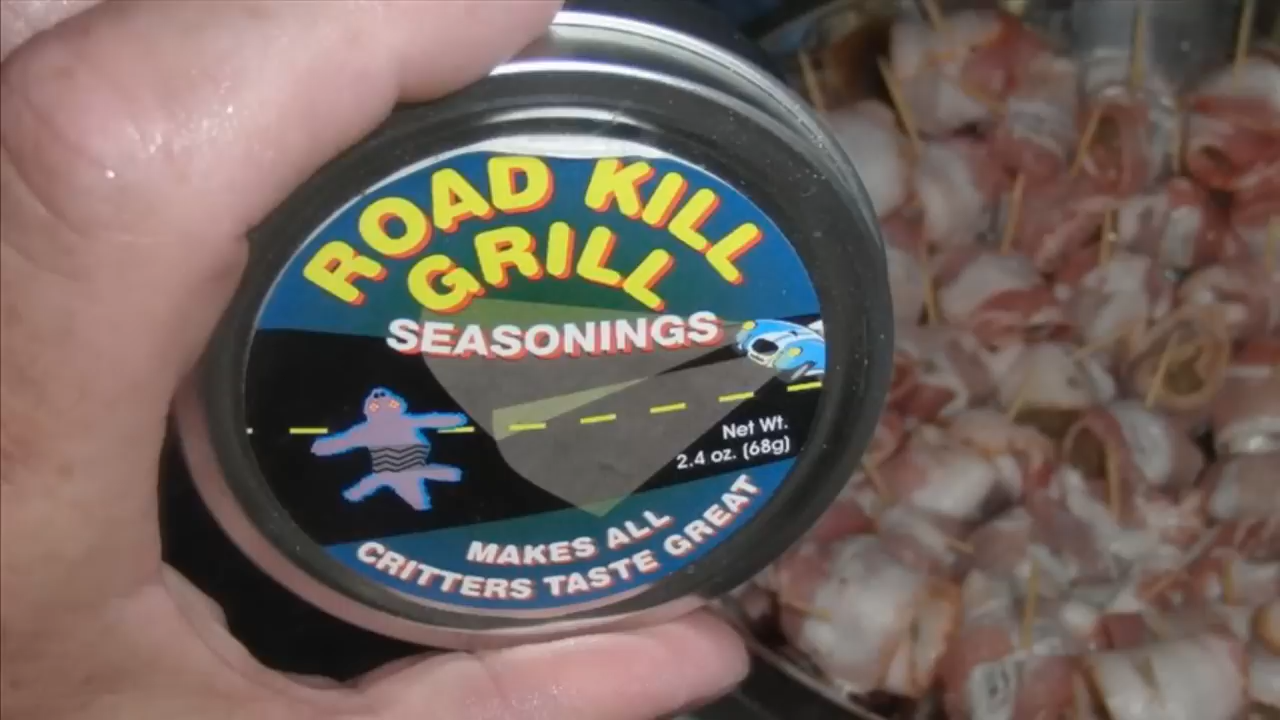 ROAD KILL
GRILL
SEASONINGS
Net Wt.
2.4 oz. (68g)
MAKES ALL
CRITTERS TASTE GREAT